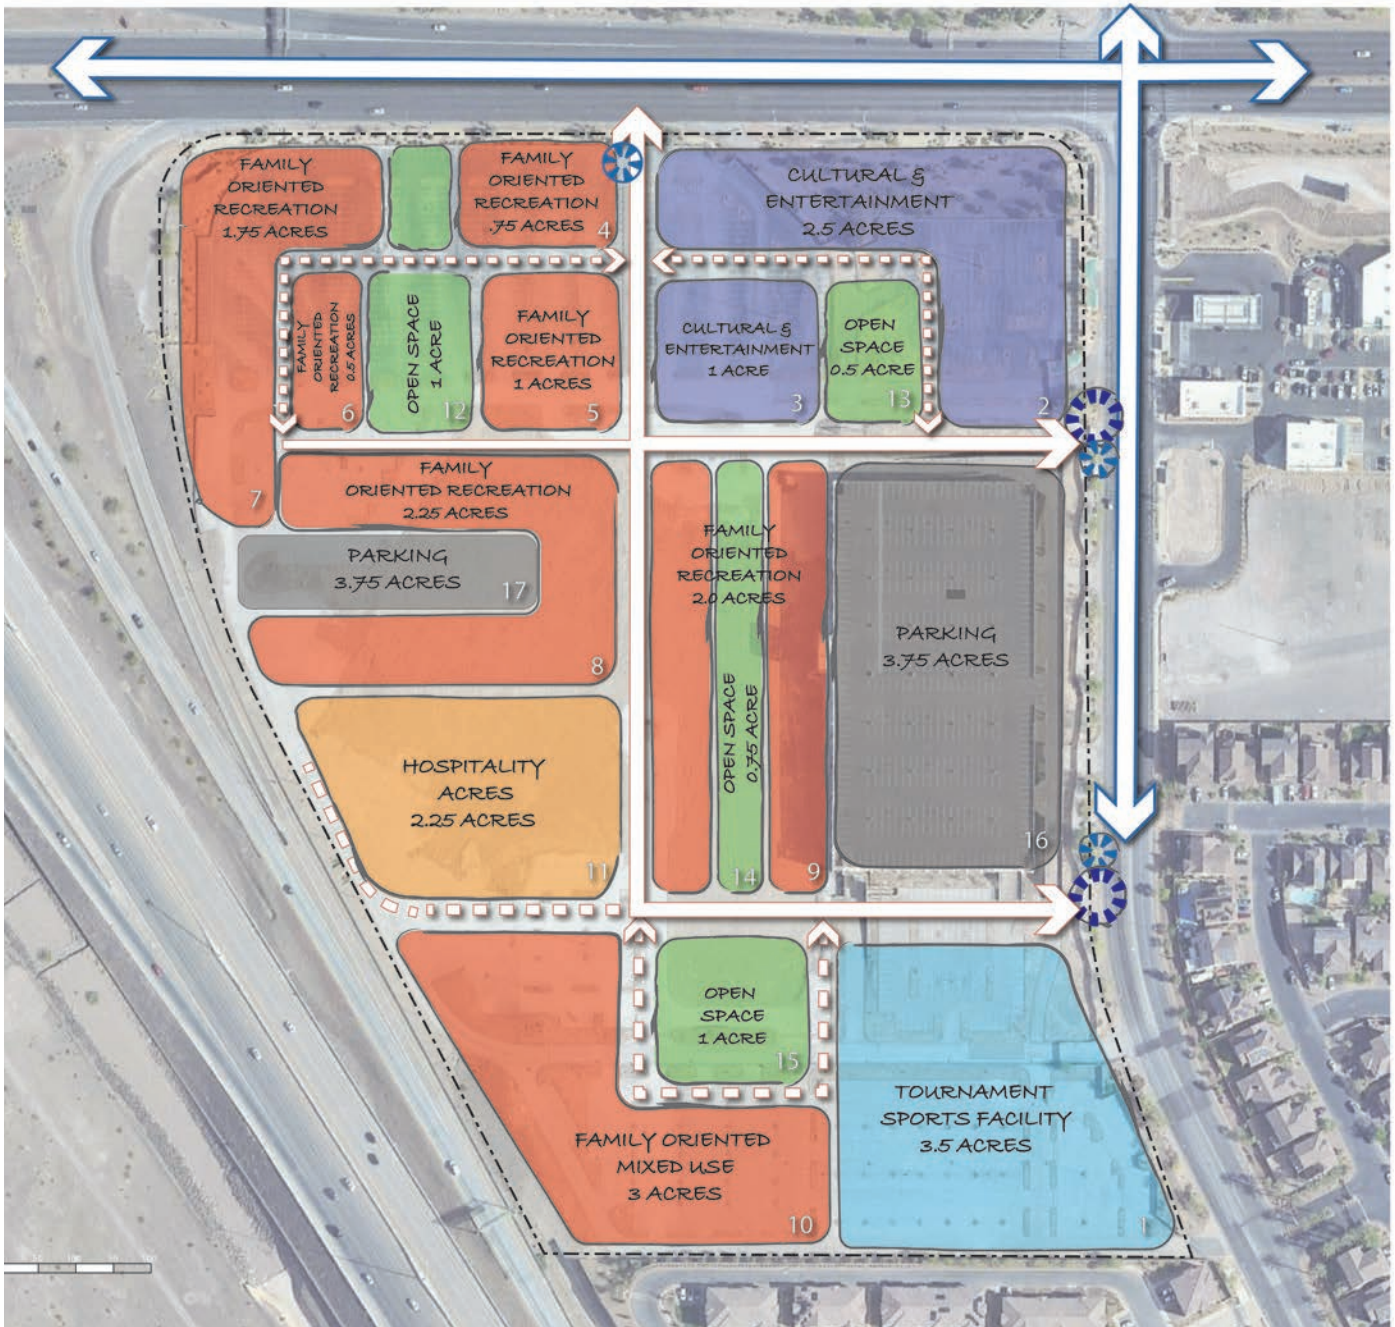 FAMILY
ORIENTED
RECREATION
1.75 ACRES
7
FAMILY
ORIENTED
RECREATION
.75 ACRES
4
CULTURAL &
ENTERTAINMENT
2.5 ACRES
2
FAMILY
ORIENTED
RECREATION
0.5 ACRES
6
OPEN SPACE
1 ACRE
12
FAMILY
ORIENTED
RECREATION
1 ACRES
5
CULTURAL &
ENTERTAINMENT
1 ACRE
3
OPEN
SPACE
0.5 ACRE
13
FAMILY
ORIENTED RECREATION
2.25 ACRES
8
PARKING
3.75 ACRES
17
FAMILY
ORIENTED
RECREATION
2.0 ACRES
9
OPEN SPACE
0.75 ACRE
14
PARKING
3.75 ACRES
16
HOSPITALITY
ACRES
2.25 ACRES
11
OPEN
SPACE
1 ACRE
15
FAMILY ORIENTED
MIXED USE
3 ACRES
10
TOURNAMENT
SPORTS FACILITY
3.5 ACRES
1